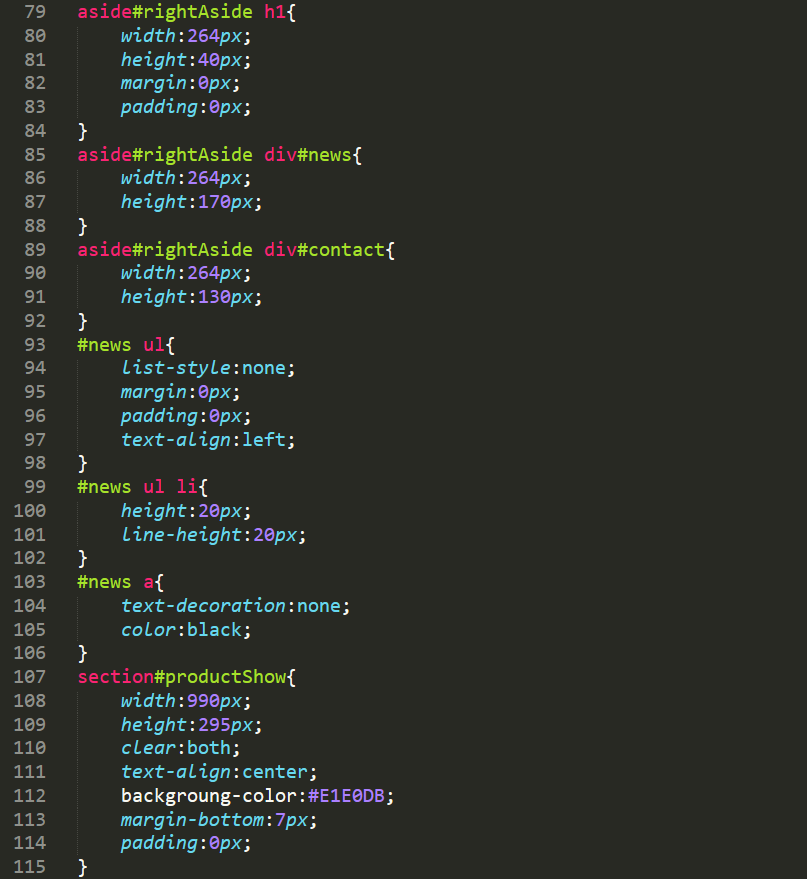 79 aside#rightAside h1{
80 width:264px;
81 height:40px;
82 margin:0px;
83 padding:0px;
84 }
85 aside#rightAside div#news{
86 width:264px;
87 height:170px;
88 }
89 aside#rightAside div#contact{
90 width:264px;
91 height:130px;
92 }
93 #news ul{
94 list-style:none;
95 margin:0px;
96 padding:0px;
97 text-align:left;
98 }
99 #news ul li{
100 height:20px;
101 line-height:20px;
102 }
103 #news a{
104 text-decoration:none;
105 color:black;
106 }
107 section#productShow{
108 width:990px;
109 height:295px;
110 clear:both;
111 text-align:center;
112 backgroung-color:#E1E0DB;
113 margin-bottom:7px;
114 padding:0px;
115 }